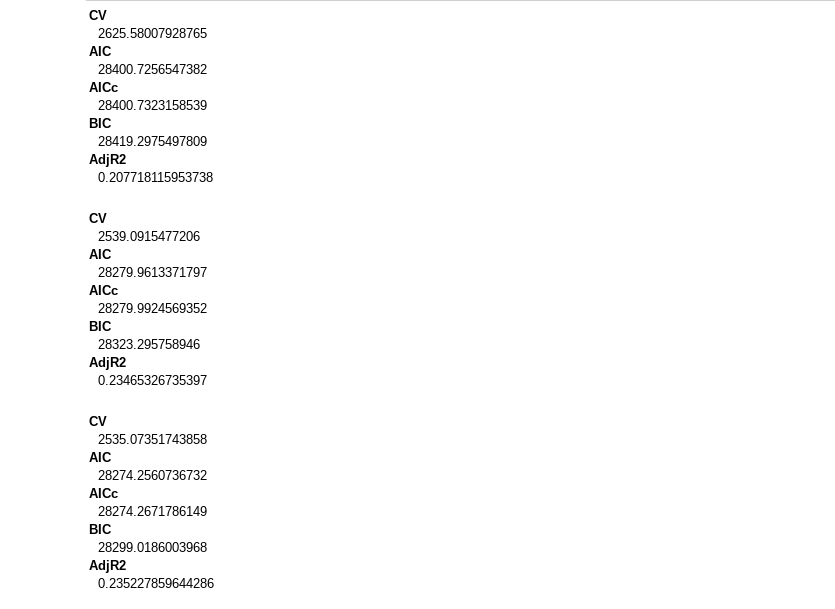 CV
2625.58007928765
AIC
28400.7256547382
AICc
28400.7323158539
BIC
28419.2975497809
AdjR2
0.207718115953738
CV
2539.0915477206
AIC
28279.9613371797
AICc
28279.9924569352
BIC
28323.295758946
AdjR2
0.23465326735397
CV
2535.07351743858
AIC
28274.2560736732
AICc
28274.2671786149
BIC
28299.0186003968
AdjR2
0.235227859644286